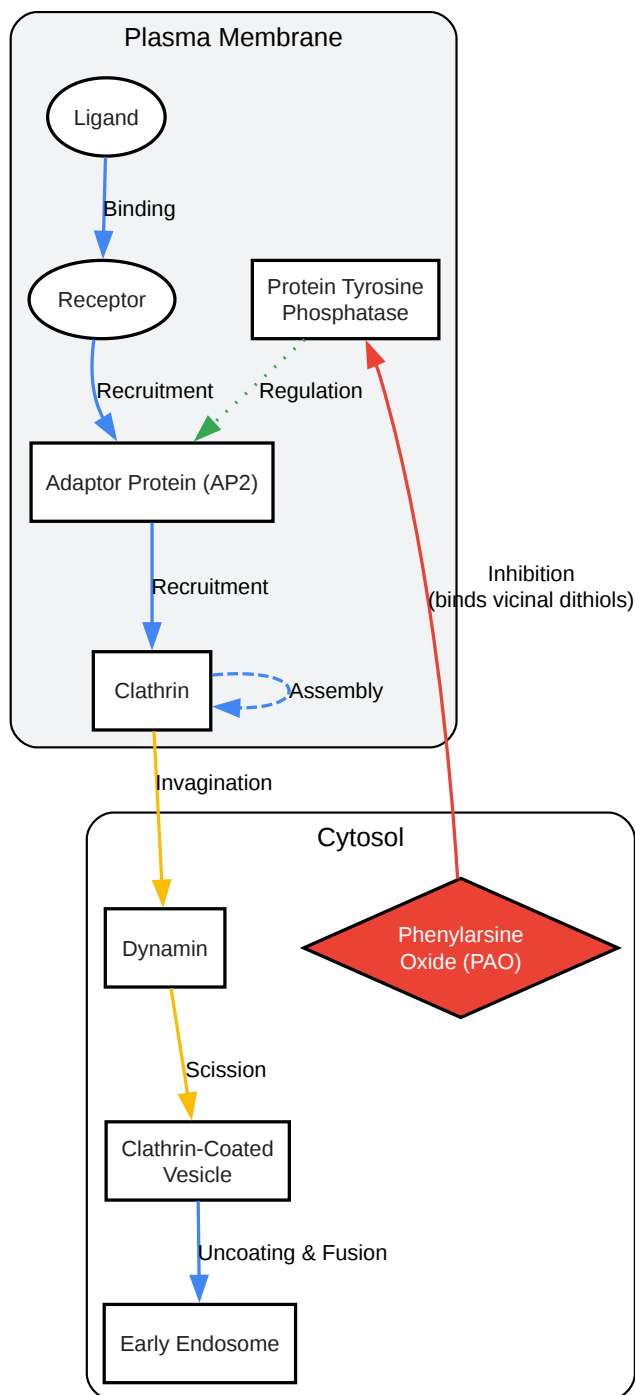 Plasma Membrane
Ligand
Binding
Receptor
Protein Tyrosine
Phosphatase
Recruitment
Regulation
Adaptor Protein (AP2)
Inhibition
(binds vicinal dithiols)
Recruitment
Clathrin
Assembly
Invagination
Cytosol
Dynamin
Phenylarsine
Oxide (PAO)
Scission
Clathrin-Coated
Vesicle
Uncoating & Fusion
Early Endosome